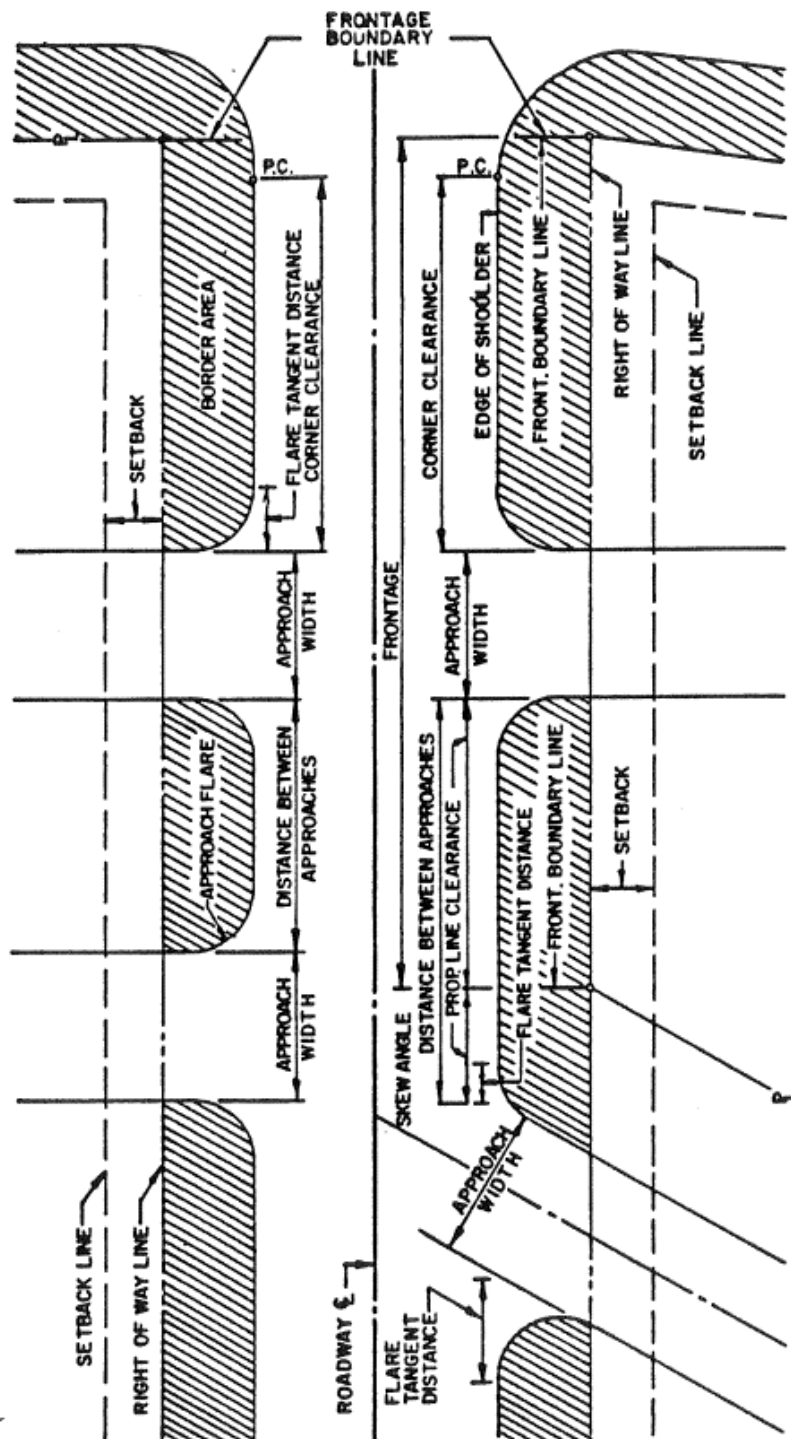 FRONTAGE
BOUNDARY
LINE
P
P.C.
P.C.
BORDER AREA
FLARE TANGENT DISTANCE
CORNER CLEARANCE
SETBACK
CORNER CLEARANCE
EDGE OF SHOOLDER
FRONT. BOUNDARY LINE
RIGHT OF WAY LINE
SETBACK LINE
APPROACH
WIDTH
FRONTAGE
APPROACH
WIDTH
APPROACH FLARE
DISTANCE BETWEEN
APPROACHES
DISTANCE BETWEEN APPROACHES
PROP. LINE CLEARANCE
FLARE TANGENT DISTANCE
FRONT. BOUNDARY LINE
SETBACK
APPROACH
WIDTH
SKEW ANGLE
P
APPROACH
WIDTH
SETBACK LINE
RIGHT OF WAY LINE
ROADWAY ℄
FLARE
TANGENT
DISTANCE